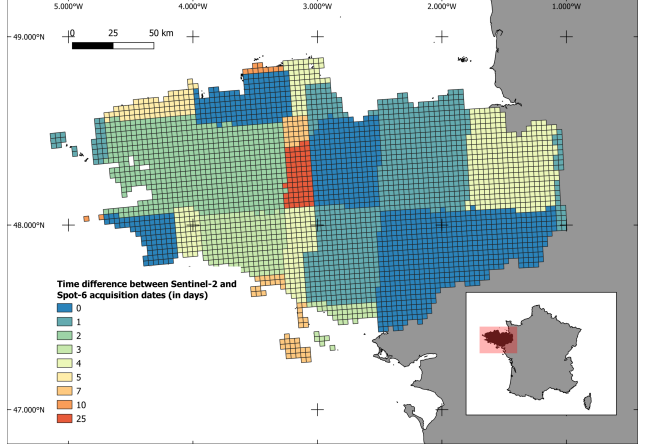 5.000°W 4.000°W 3.000°W 2.000°W 1.000°W
49.000°N
0 25 50 km
48.000°N
Time difference between Sentinel-2 and
Spot-6 acquisition dates (in days)
0
1
2
3
4
5
7
10
25
47.000°N